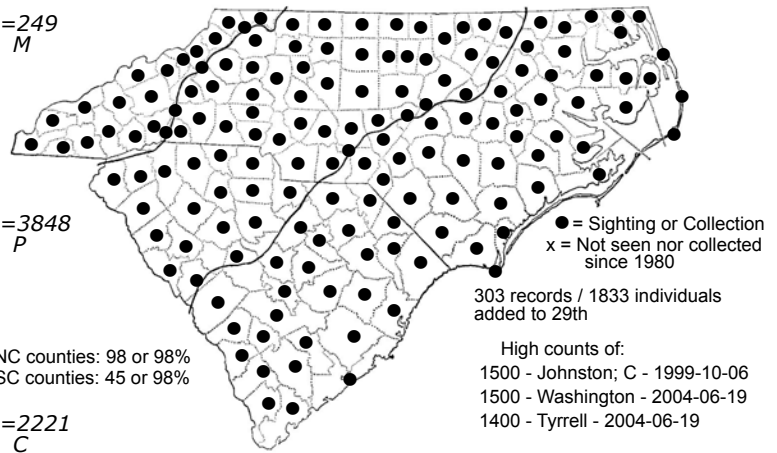 =249
M
=3848
P
= Sighting or Collection
x = Not seen nor collected
since 1980
303 records / 1833 individuals
added to 29th
NC counties: 98 or 98%
SC counties: 45 or 98%
High counts of:
1500 - Johnston; C - 1999-10-06
1500 - Washington - 2004-06-19
1400 - Tyrrell - 2004-06-19
=2221
C